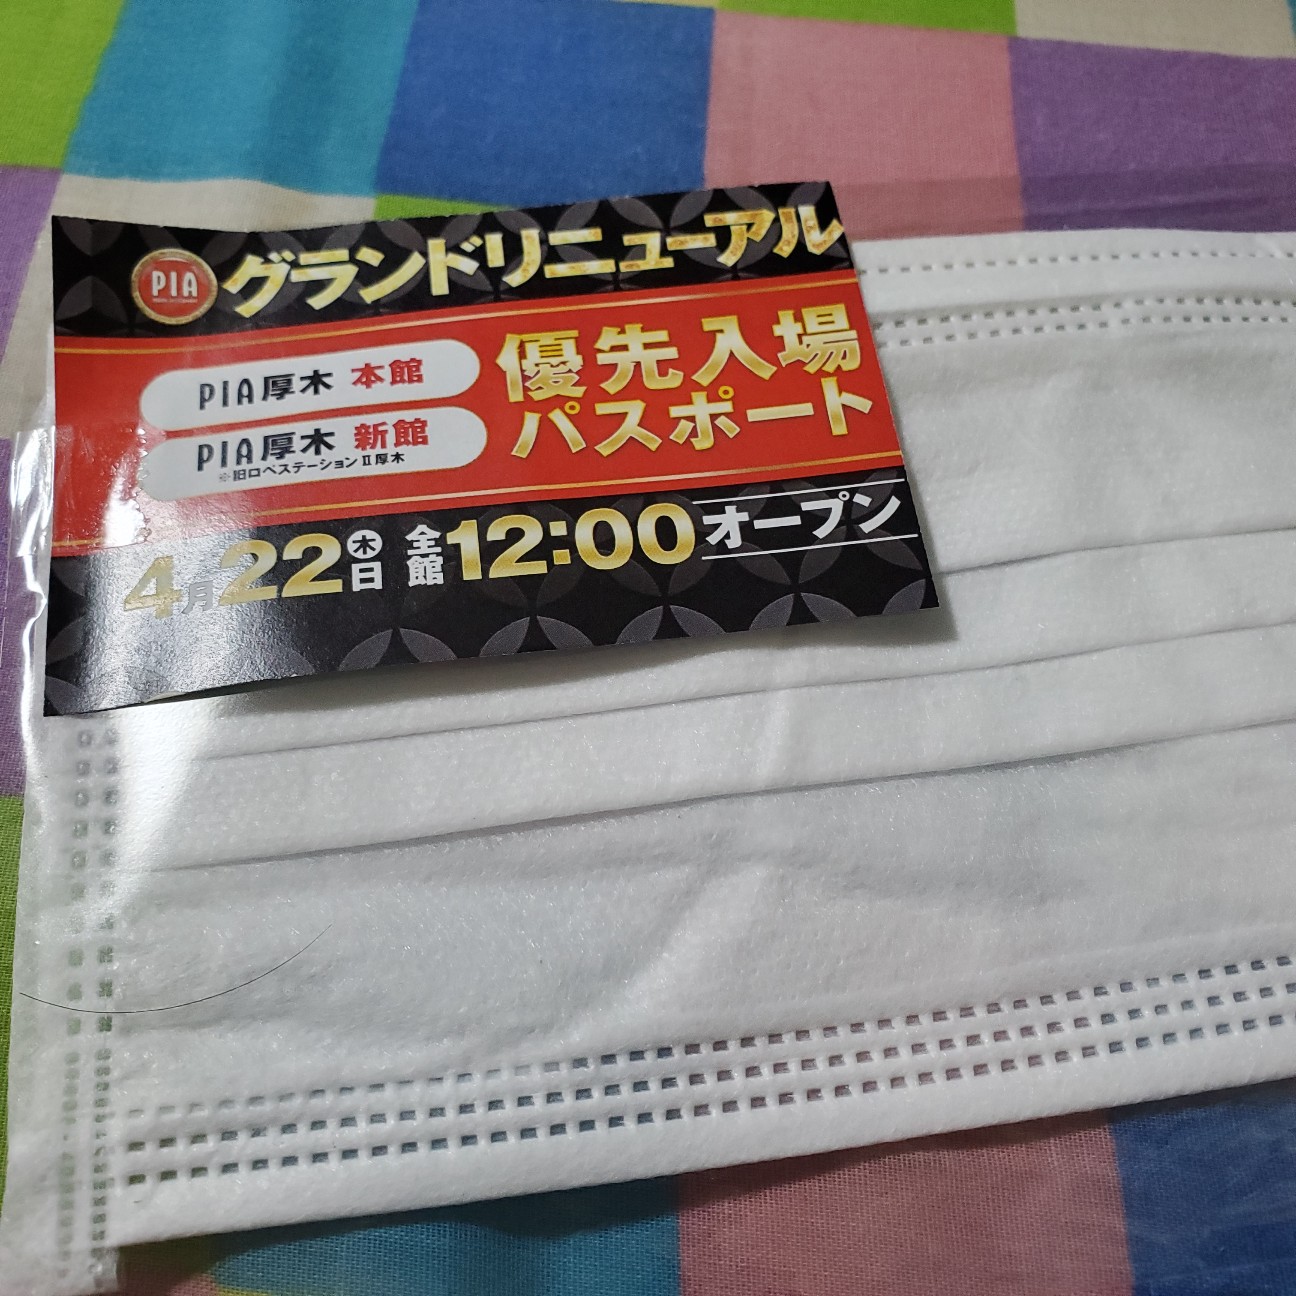 PIA
グランドリニューアル
PIA厚木 本館
PIA厚木 新館
※旧ロペステーションⅡ厚木
優先入場
パスポート
4月22木日 全館12:00オープン